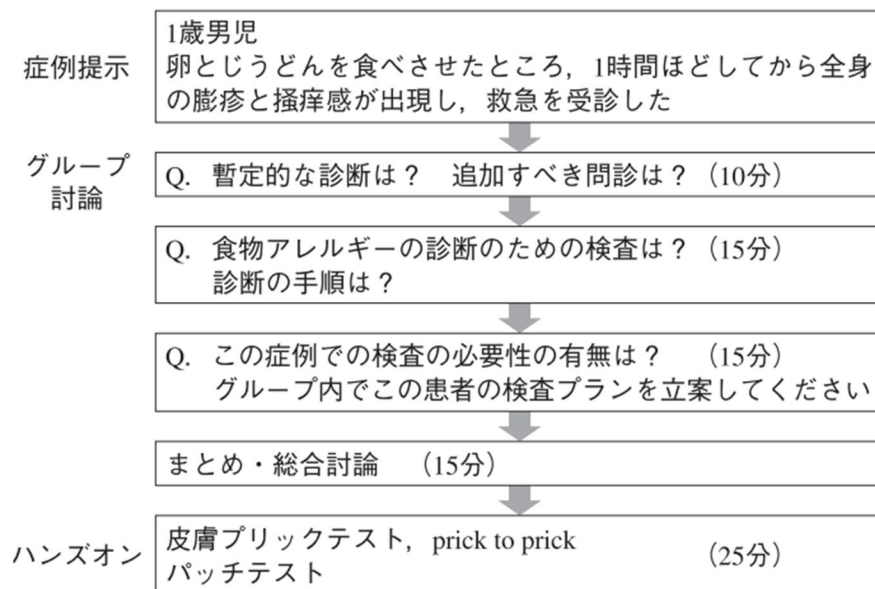 症例提示
1歳男児
卵とじうどんを食べさせたところ，1時間ほどしてから全身
の膨疹と掻痒感が出現し，救急を受診した
グループ
討論
Q. 暫定的な診断は？　追加すべき問診は？（10分）
Q. 食物アレルギーの診断のための検査は？（15分）
診断の手順は？
Q. この症例での検査の必要性の有無は？　（15分）
グループ内でこの患者の検査プランを立案してください
まとめ・総合討論　（15分）
ハンズオン
皮膚プリックテスト，prick to prick　（25分）
パッチテスト